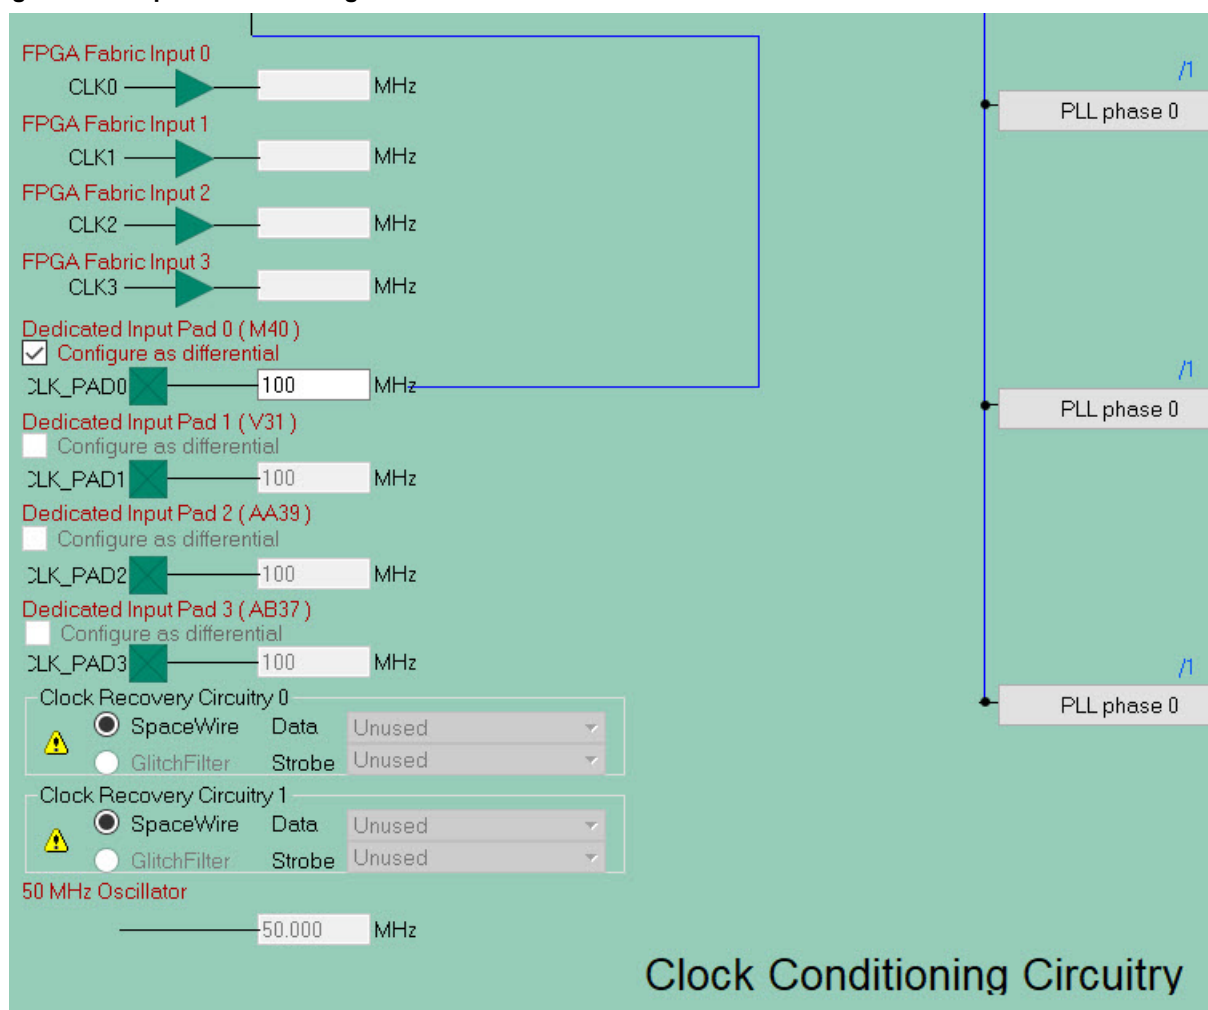 FPGA Fabric Input 0
CLK0 MHz
FPGA Fabric Input 1
CLK1 MHz
FPGA Fabric Input 2
CLK2 MHz
FPGA Fabric Input 3
CLK3 MHz
Dedicated Input Pad 0 ( M40 )
Configure as differential
CLK_PAD0 100 MHz
Dedicated Input Pad 1 ( V31 )
Configure as differential
CLK_PAD1 100 MHz
Dedicated Input Pad 2 ( AA39 )
Configure as differential
CLK_PAD2 100 MHz
Dedicated Input Pad 3 ( AB37 )
Configure as differential
CLK_PAD3 100 MHz
Clock Recovery Circuitry 0
SpaceWire Data Unused
GlitchFilter Strobe Unused
Clock Recovery Circuitry 1
SpaceWire Data Unused
GlitchFilter Strobe Unused
50 MHz Oscillator
50.000 MHz
/1
PLL phase 0
/1
PLL phase 0
/1
PLL phase 0
Clock Conditioning Circuitry